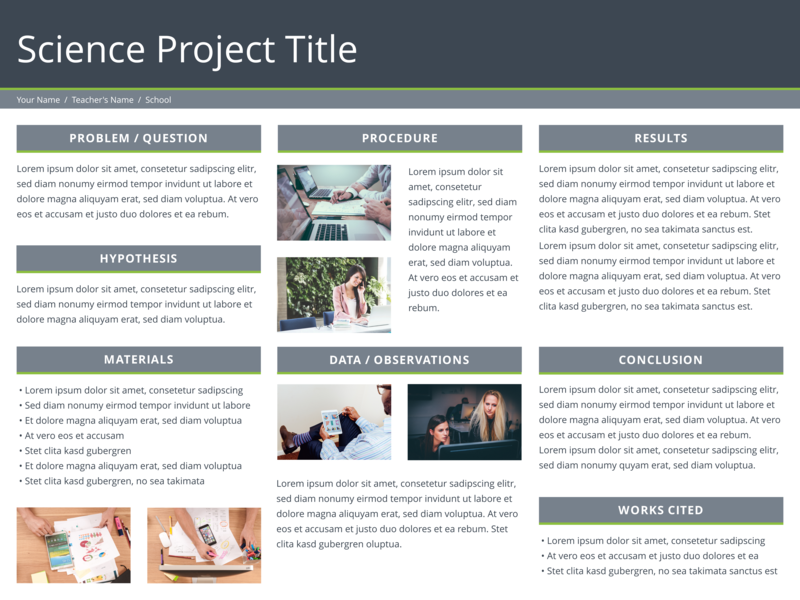 Science Project Title
Your Name / Teacher's Name / School
PROBLEM / QUESTION
Lorem ipsum dolor sit amet, consetetur sadipscing elitr,
sed diam nonumy eirmod tempor invidunt ut labore et
dolore magna aliquyam erat, sed diam voluptua. At vero
eos et accusam et justo duo dolores et ea rebum.
HYPOTHESIS
Lorem ipsum dolor sit amet, consetetur sadipscing elitr,
sed diam nonumy eirmod tempor invidunt ut labore et
dolore magna aliquyam erat, sed diam voluptua.
MATERIALS
• Lorem ipsum dolor sit amet, consetetur sadipscing
• Sed diam nonumy eirmod tempor invidunt ut labore
• Et dolore magna aliquyam erat, sed diam voluptua
• At vero eos et accusam
• Stet clita kasd gubergren
• Et dolore magna aliquyam erat, sed diam voluptua
• Stet clita kasd gubergren, no sea takimata
PROCEDURE
Lorem ipsum dolor sit
amet, consetetur
sadipscing elitr, sed diam
nonumy eirmod tempor
invidunt ut labore et
dolore magna aliquyam
erat, sed diam voluptua.
At vero eos et accusam et
justo duo dolores et ea
rebum.
DATA / OBSERVATIONS
Lorem ipsum dolor sit amet, consetetur sadipscing elitr,
sed diam nonumy eirmod tempor invidunt ut labore et
dolore magna aliquyam erat, sed diam voluptua. At vero
eos et accusam et justo duo dolores et ea rebum. Stet
clita kasd gubergren oluptua.
RESULTS
Lorem ipsum dolor sit amet, consetetur sadipscing elitr,
sed diam nonumy eirmod tempor invidunt ut labore et
dolore magna aliquyam erat, sed diam voluptua. At vero
eos et accusam et justo duo dolores et ea rebum. Stet
clita kasd gubergren, no sea takimata sanctus est.
Lorem ipsum dolor sit amet, consetetur sadipscing elitr,
sed diam nonumy eirmod tempor invidunt ut labore et
dolore magna aliquyam erat, sed diam voluptua. At vero
eos et accusam et justo duo dolores et ea rebum. Stet
clita kasd gubergren, no sea takimata sanctus est.
CONCLUSION
Lorem ipsum dolor sit amet, consetetur sadipscing elitr,
sed diam nonumy eirmod tempor invidunt ut labore et
dolore magna aliquyam erat, sed diam voluptua. At vero
eos et accusam et justo duo dolores et ea rebum.
Lorem ipsum dolor sit amet, consetetur sadipscing elitr,
sed diam nonumy quyam erat, sed diam voluptua.
WORKS CITED
• Lorem ipsum dolor sit amet, consetetur sadipscing
• At vero eos et accusam et justo duo dolores et ea
• Stet clita kasd gubergren, no sea takimata sanctus est